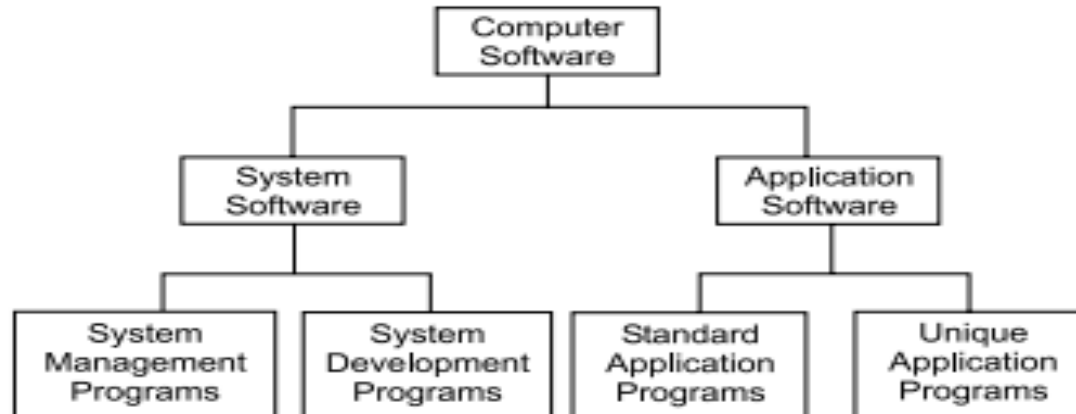 Computer
Software
System
Software
Application
Software
System
Management
Programs
System
Development
Programs
Standard
Application
Programs
Unique
Application
Programs